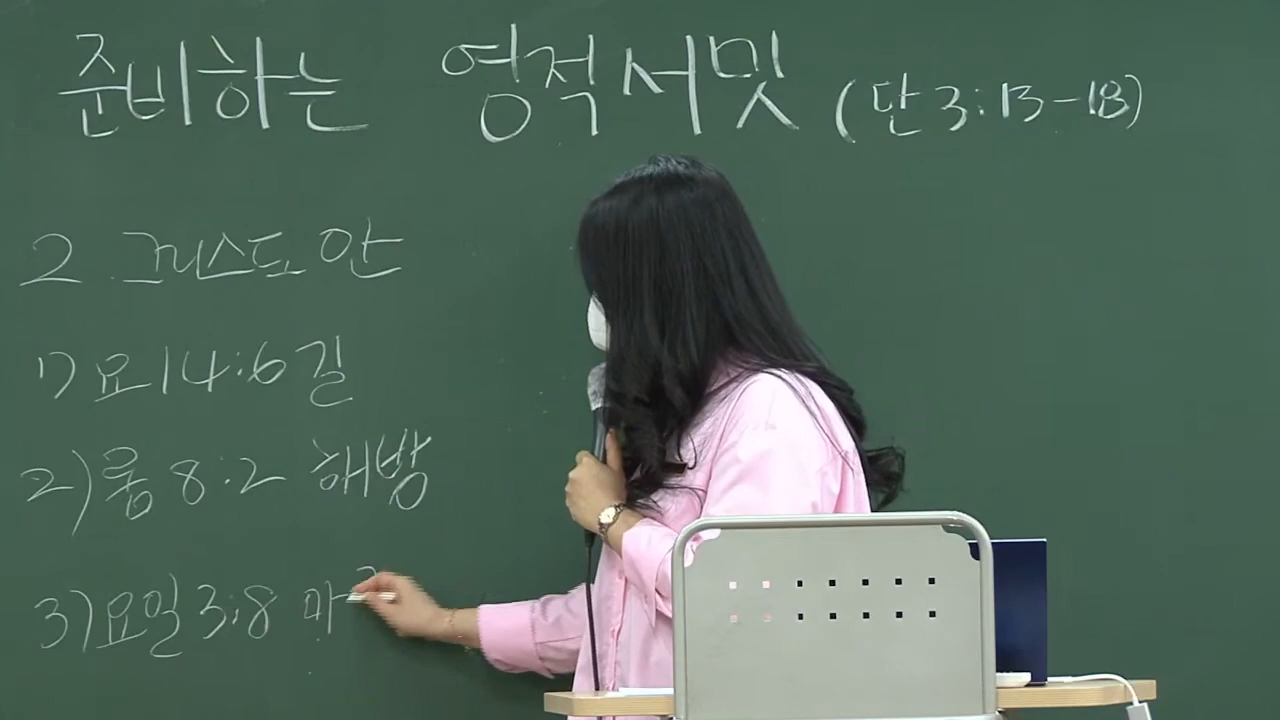 준비하는 영적서밋 (단 3:13-18)
2 그리스도 안
1) 요 14:6 길
2) 롬 8:2 해방
3) 요일 3:8 마